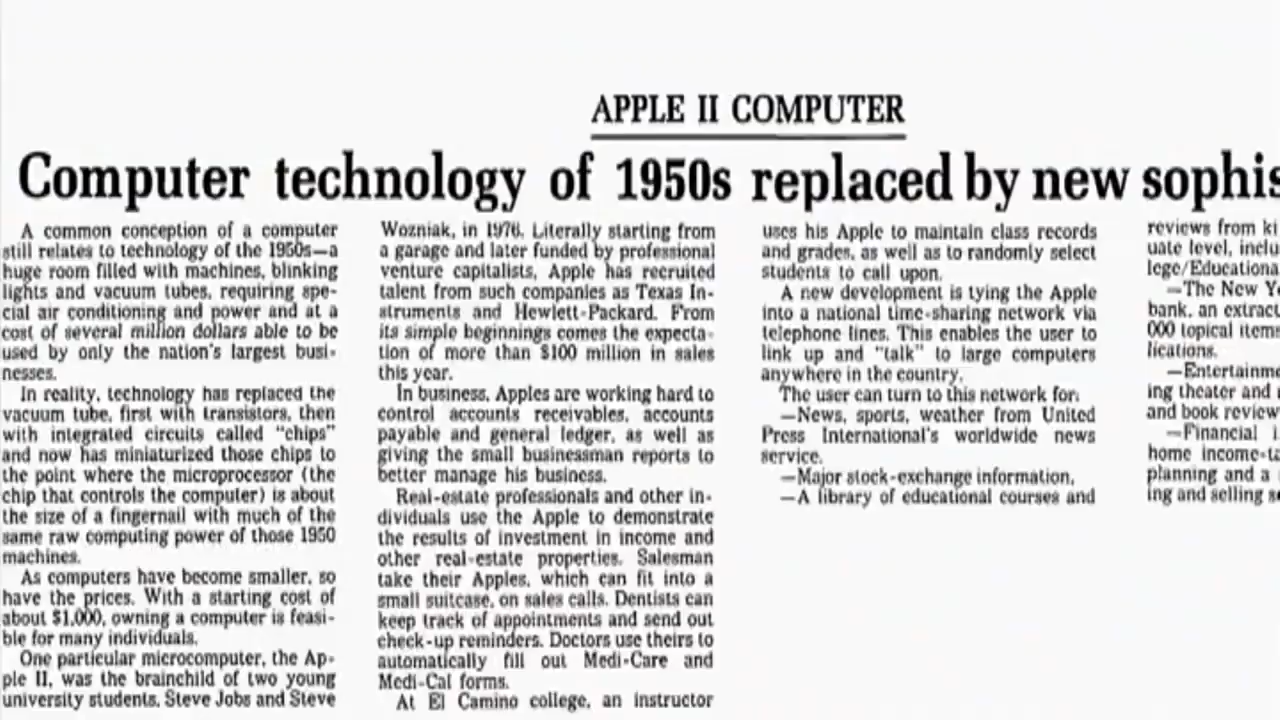 APPLE II COMPUTER
Computer technology of 1950s replaced by new sophis
A common conception of a computer
still relates to technology of the 1950s—a
huge room filled with machines, blinking
lights and vacuum tubes, requiring spe-
cial air conditioning and power and at a
cost of several million dollars able to be
used by only the nation's largest busi-
nesses.
In reality, technology has replaced the
vacuum tube, first with transistors, then
with integrated circuits called "chips"
and now has miniaturized those chips to
the point where the microprocessor (the
chip that controls the computer) is about
the size of a fingernail with much of the
same raw computing power of those 1950
machines.
As computers have become smaller, so
have the prices. With a starting cost of
about $1,000, owning a computer is feasi-
ble for many individuals.
One particular microcomputer, the Ap-
ple II, was the brainchild of two young
university students, Steve Jobs and Steve
Wozniak, in 1976. Literally starting from
a garage and later funded by professional
venture capitalists, Apple has recruited
talent from such companies as Texas In-
struments and Hewlett-Packard. From
its simple beginnings comes the expecta-
tion of more than $100 million in sales
this year.
In business, Apples are working hard to
control accounts receivables, accounts
payable and general ledger, as well as
giving the small businessman reports to
better manage his business.
Real-estate professionals and other in-
dividuals use the Apple to demonstrate
the results of investment in income and
other real-estate properties. Salesman
take their Apples, which can fit into a
small suitcase, on sales calls. Dentists can
keep track of appointments and send out
check-up reminders. Doctors use theirs to
automatically fill out Medi-Care and
Medi-Cal forms.
At El Camino college, an instructor
uses his Apple to maintain class records
and grades, as well as to randomly select
students to call upon.
A new development is tying the Apple
into a national time-sharing network via
telephone lines. This enables the user to
link up and "talk" to large computers
anywhere in the country.
The user can turn to this network for:
—News, sports, weather from United
Press International's worldwide news
service.
—Major stock-exchange information,
—A library of educational courses and
reviews from ki
uate level, inclu
lege/Educationa
—The New Yo
bank, an extract
000 topical items
lications.
—Entertainme
ing theater and
and book review
—Financial i
home income-ta
planning and a
ing and selling se